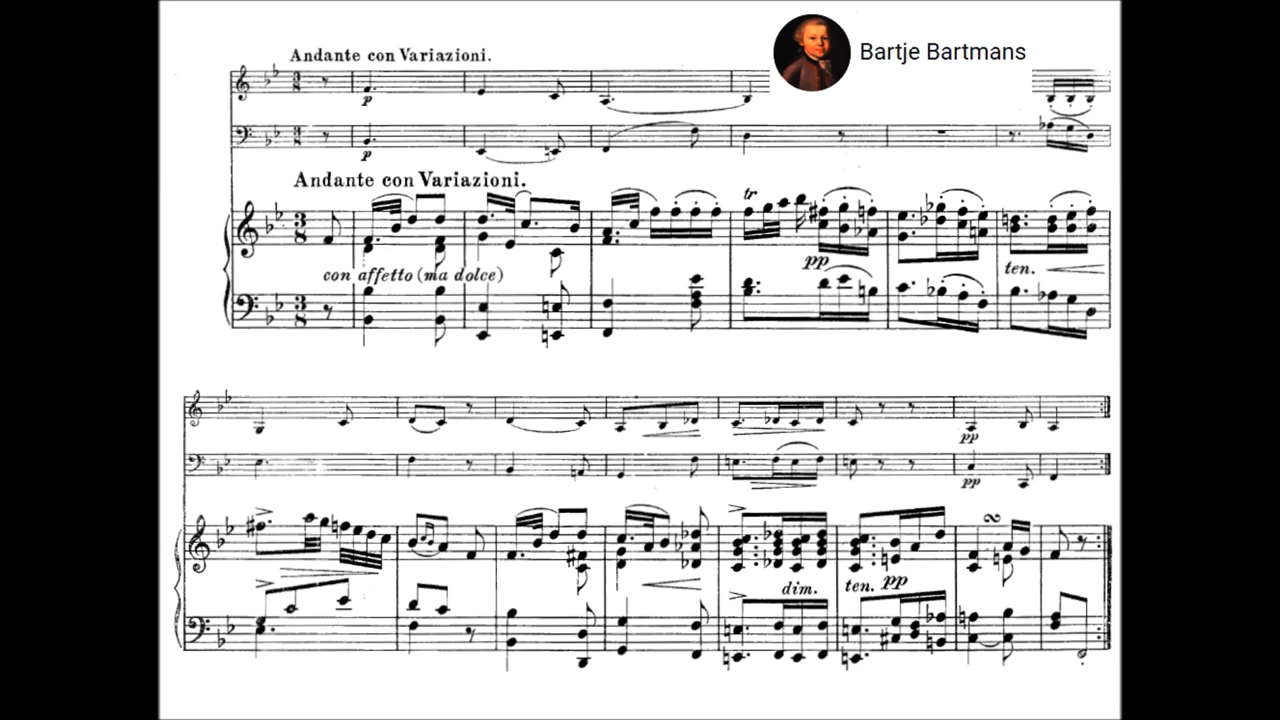 Andante con Variazioni.
Bartje Bartmans
p
p
Andante con Variazioni.
tr
pp
con affetto (ma dolce)
ten.
pp
pp
dim.
ten. pp